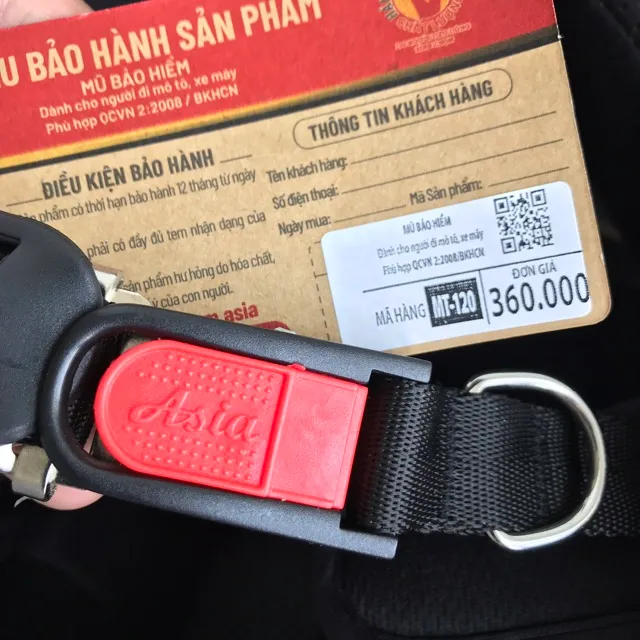 BẢO HÀNH SẢN PHẨM
MŨ BẢO HIỂM
Dành cho người đi mô tô, xe máy
Phù hợp QCVN 2:2008 / BKHCN
ĐIỀU KIỆN BẢO HÀNH
phẩm có thời hạn bảo hành 12 tháng từ ngày
phải có đầy đủ tem nhận dạng của
phẩm hư hỏng do hóa chất,
ý của con người.
asia
THÔNG TIN KHÁCH HÀNG
Tên khách hàng:
Số điện thoại:
Mã Sản phẩm:
Ngày mua:
MŨ BẢO HIỂM
Dành cho người đi mô tô, xe máy
Phù hợp QCVN 2:2008/BKHCN
MÃ HÀNG MT-120
ĐƠN GIÁ
360.000
Asia